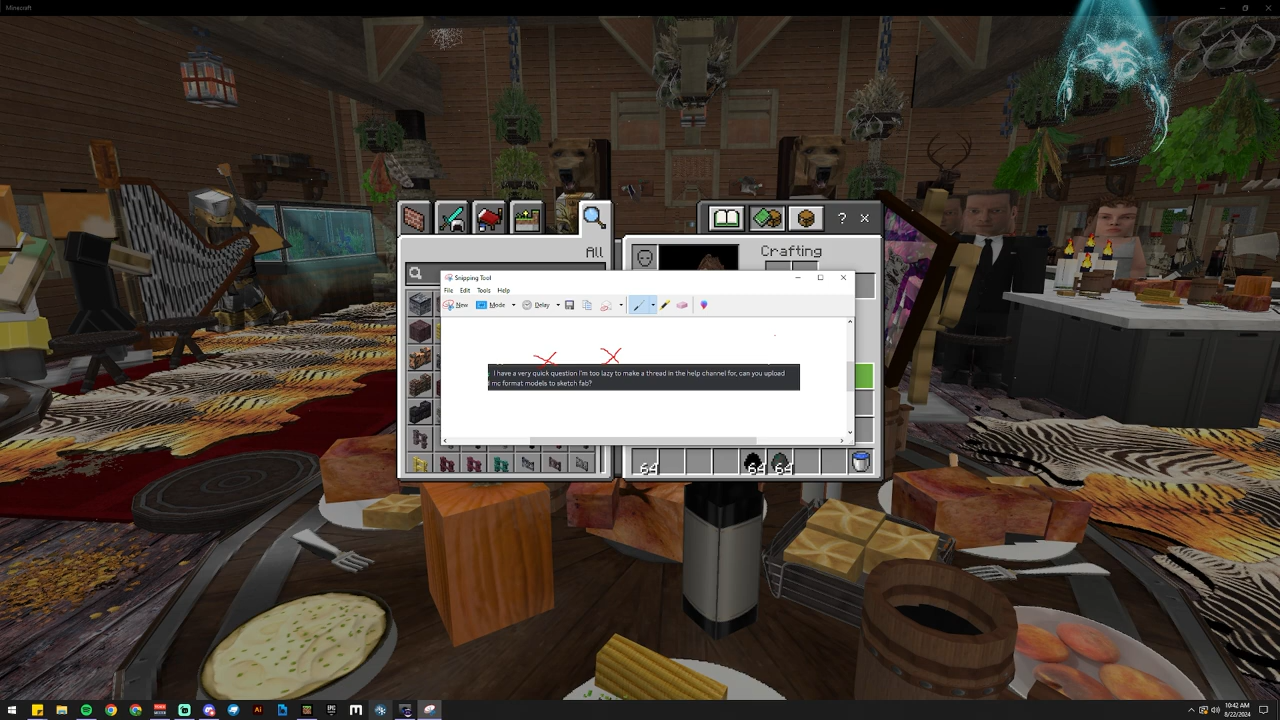 Minecraft
All
? ×
Crafting
Snipping Tool
File Edit Tools Help
New Mode Delay
I have a very quick question I'm too lazy to make a thread in the help channel for, can you upload
mc format models to sketch fab?
64 64 64
10:42 AM
8/22/2024